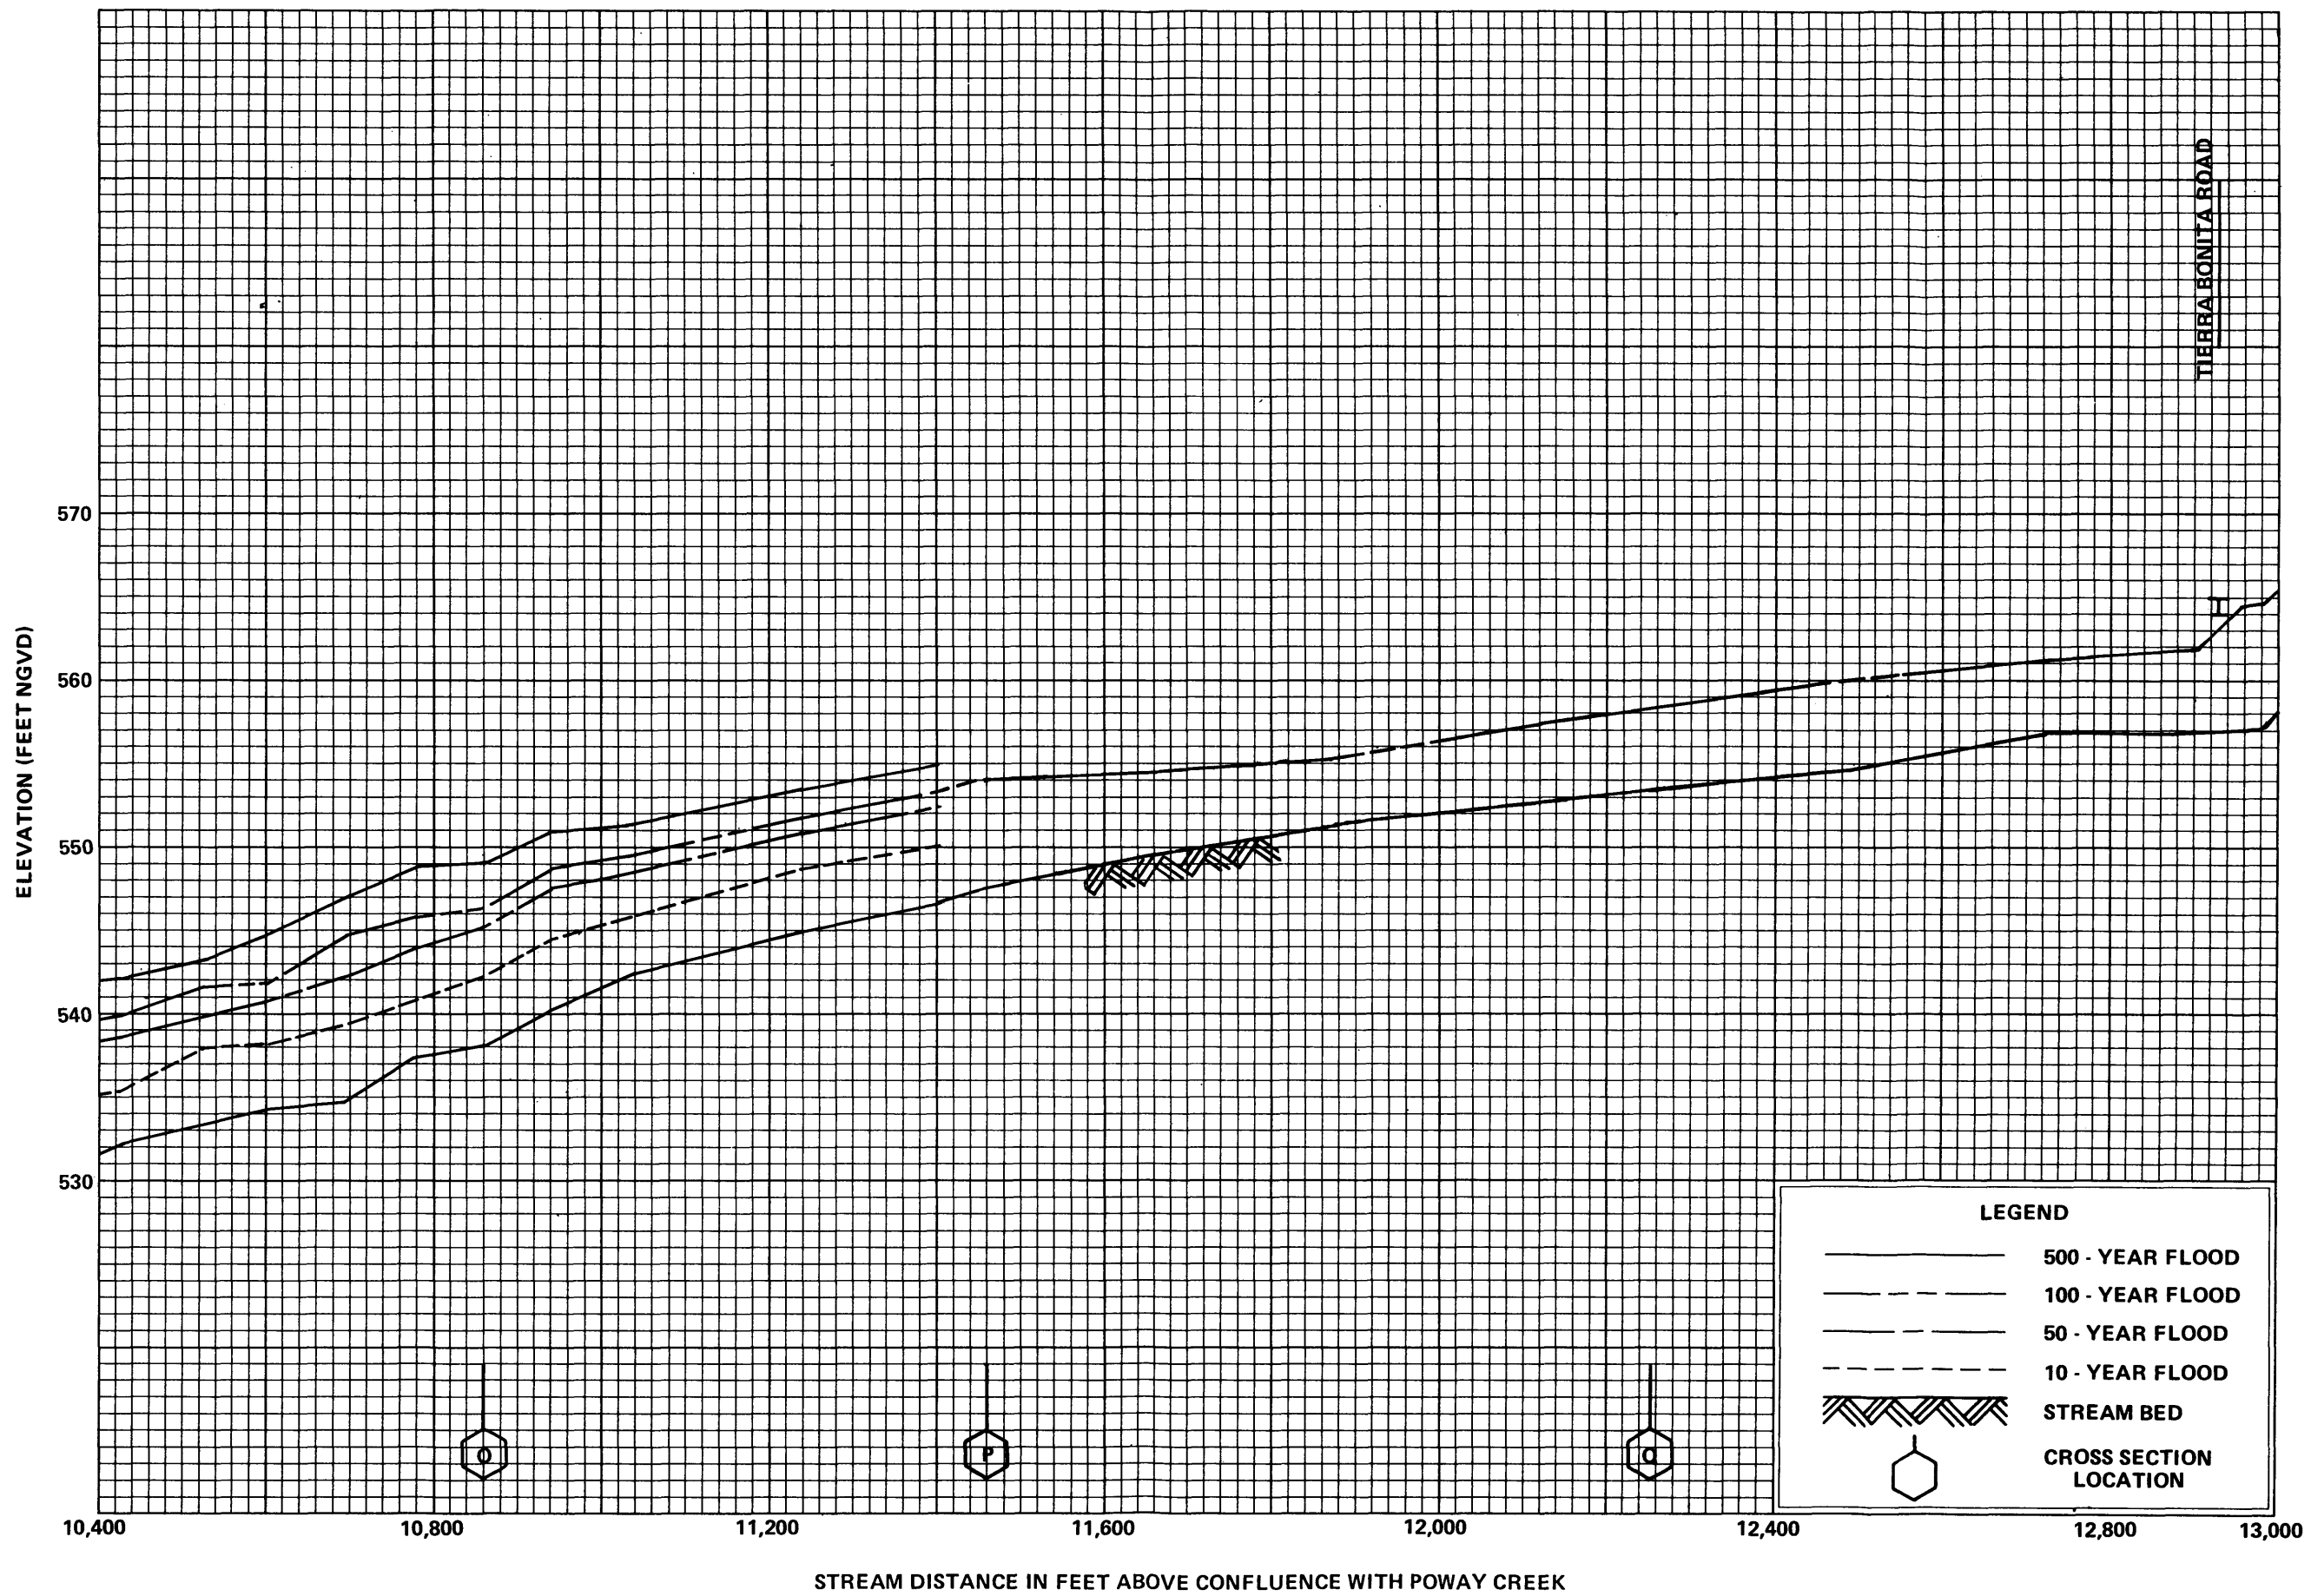 TIERRA BONITA ROAD
ELEVATION (FEET NGVD)
570
560
550
540
530
LEGEND
500 - YEAR FLOOD
100 - YEAR FLOOD
50 - YEAR FLOOD
10 - YEAR FLOOD
STREAM BED
CROSS SECTION
LOCATION
O
P
Q
10,400
10,800
11,200
11,600
12,000
12,400
12,800
13,000
STREAM DISTANCE IN FEET ABOVE CONFLUENCE WITH POWAY CREEK